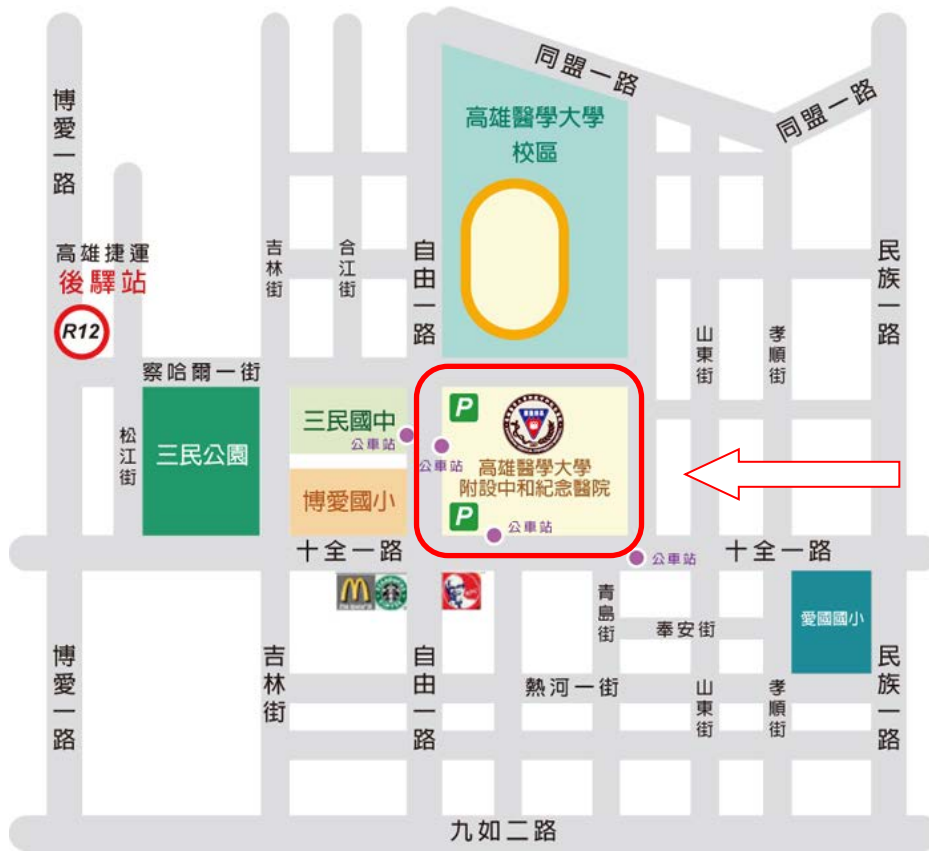 同盟一路
同盟一路
博愛一路
高雄醫學大學
校區
高雄捷運
後驛站
R12
吉林街
合江街
自由一路
民族一路
山東街
孝順街
察哈爾一街
松江街
三民公園
三民國中
公車站
博愛國小
P
公車站
高雄醫學大學
附設中和紀念醫院
P
公車站
十全一路
公車站
十全一路
青島街
奉安街
愛國國小
博愛一路
吉林街
自由一路
熱河一街
山東街
孝順街
民族一路
九如二路